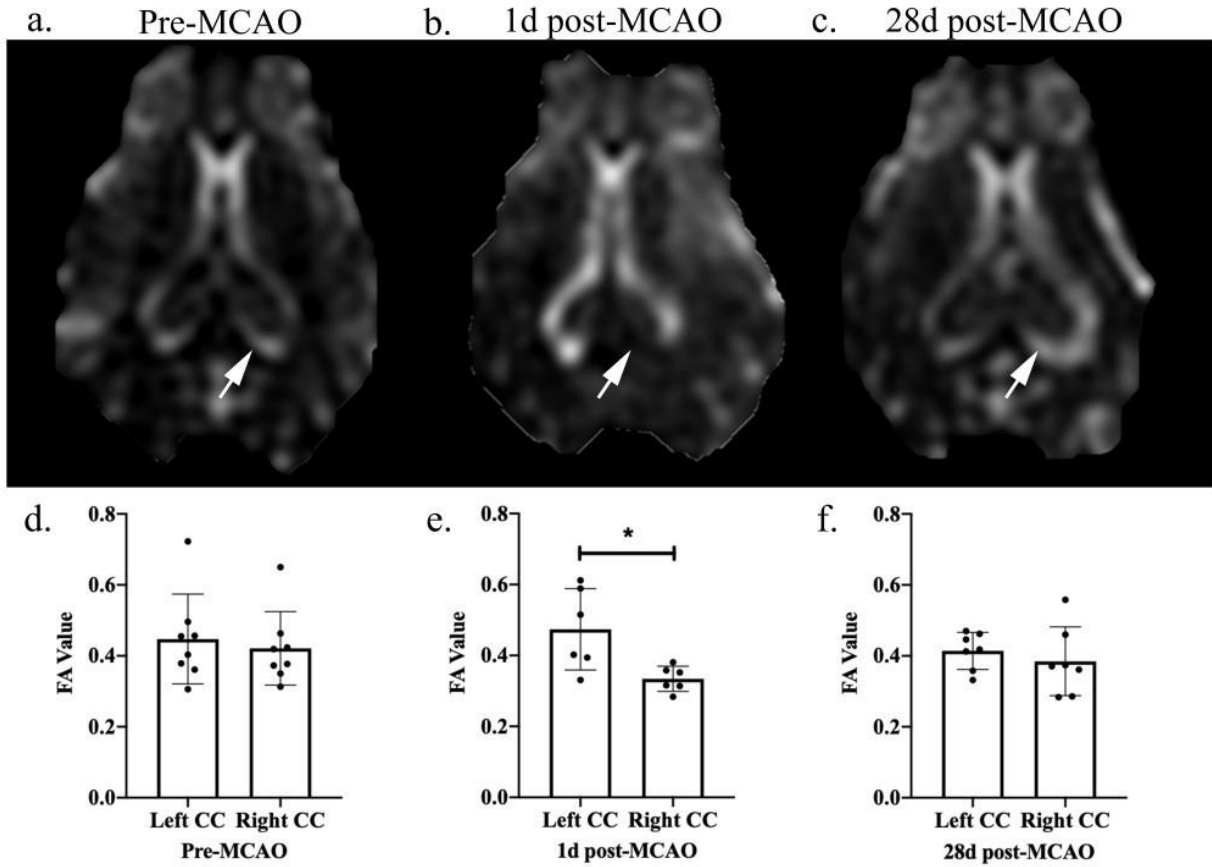 a. Pre-MCAO b. 1d post-MCAO c. 28d post-MCAO
d. e. f.
0.8 0.8 0.8
*
0.6 0.6 0.6
FA Value FA Value FA Value
0.4 0.4 0.4
0.2 0.2 0.2
0.0 0.0 0.0
Left CC Right CC Left CC Right CC Left CC Right CC
Pre-MCAO 1d post-MCAO 28d post-MCAO